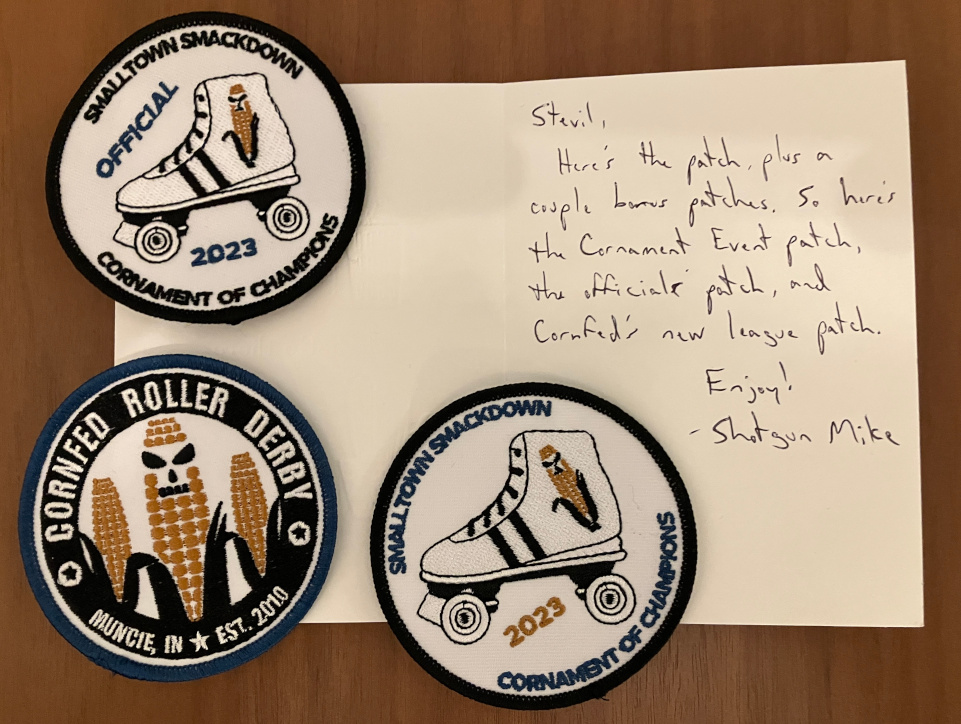 SMALLTOWN SMACKDOWN
OFFICIAL
2023
CORNAMENT OF CHAMPIONS
Stevil,
Here's the patch, plus a
couple bonus patches. So here's
the Cornament Event patch,
the officials' patch, and
Cornfed's new league patch.
Enjoy!
- Shotgun Mike
CORNFED ROLLER DERBY
MUNCIE, IN ★ EST. 2010
SMALLTOWN SMACKDOWN
2023
CORNAMENT OF CHAMPIONS